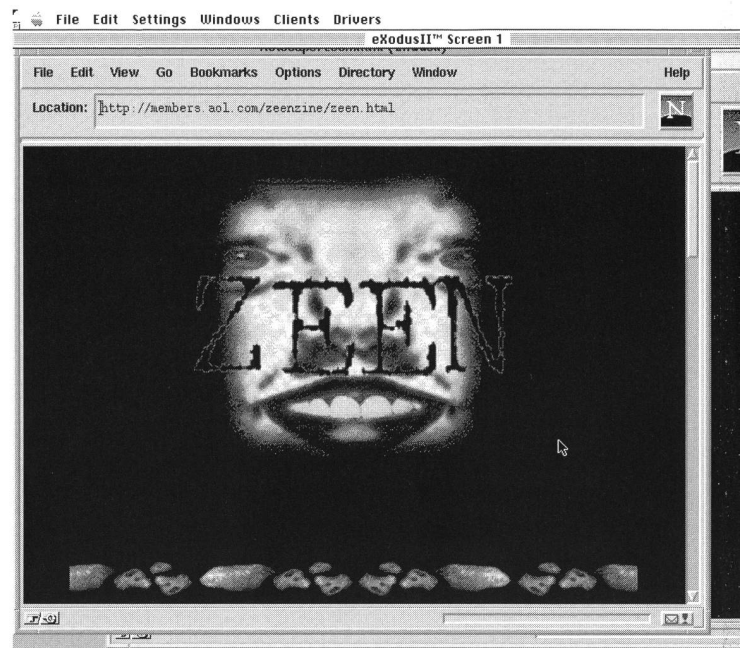 File Edit Settings Windows Clients Drivers
eXodusII™ Screen 1
File Edit View Go Bookmarks Options Directory Window Help
Location: http://members.aol.com/zeenzine/zeen.html
N
ZEEN